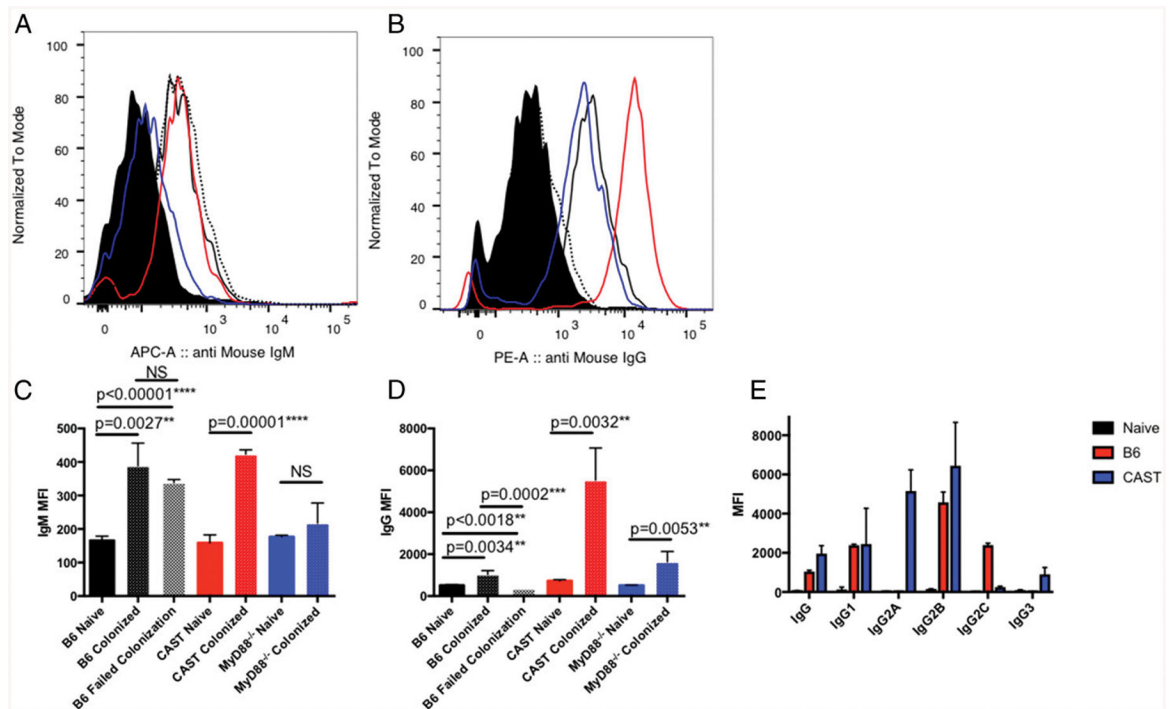 A
B
100
80
60
40
20
0
Normalized To Mode
0
10^3
10^4
10^5
APC-A :: anti Mouse IgM
100
80
60
40
20
0
Normalized To Mode
0
10^3
10^4
10^5
PE-A :: anti Mouse IgG
C
NS
p<0.00001****
p=0.0027**
p=0.00001****
NS
500
400
300
200
100
0
IgM MFI
B6 Naive
B6 Colonized
B6 Failed Colonization
CAST Naive
CAST Colonized
MyD88-/- Naive
MyD88-/- Colonized
D
p=0.0032**
p=0.0002***
p<0.0018**
p=0.0034**
p=0.0053**
8000
6000
4000
2000
0
IgG MFI
B6 Naive
B6 Colonized
B6 Failed Colonization
CAST Naive
CAST Colonized
MyD88-/- Naive
MyD88-/- Colonized
E
8000
6000
4000
2000
0
MFI
IgG
IgG1
IgG2A
IgG2B
IgG2C
IgG3
Naive
B6
CAST